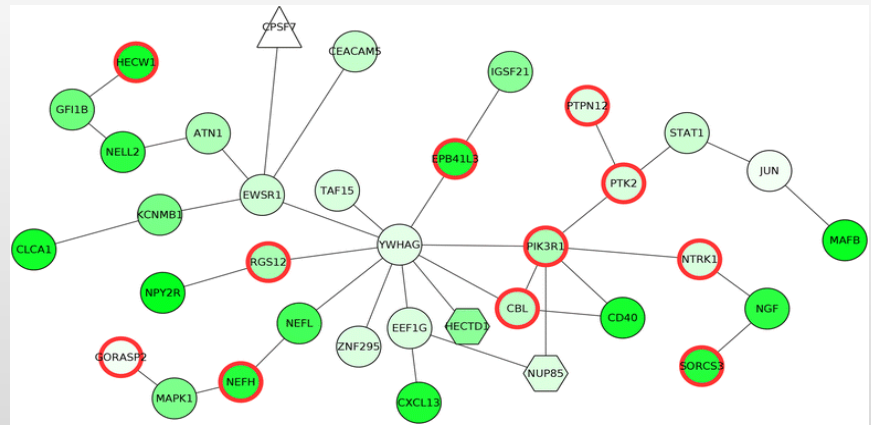 CPSF7
CEACAM5
HECW1
IGSF21
GFI1B
PTPN12
ATN1
STAT1
NELL2
EPB41L3
JUN
PTK2
TAF15
EWSR1
KCNMB1
MAFB
YWHAG
PIK3R1
CLCA1
RGS12
NTRK1
NPY2R
CBL
NGF
CD40
NEFL
EEF1G
HECTD1
ZNF295
GORASP2
SORCS3
NUP85
NEFH
MAPK1
CXCL13